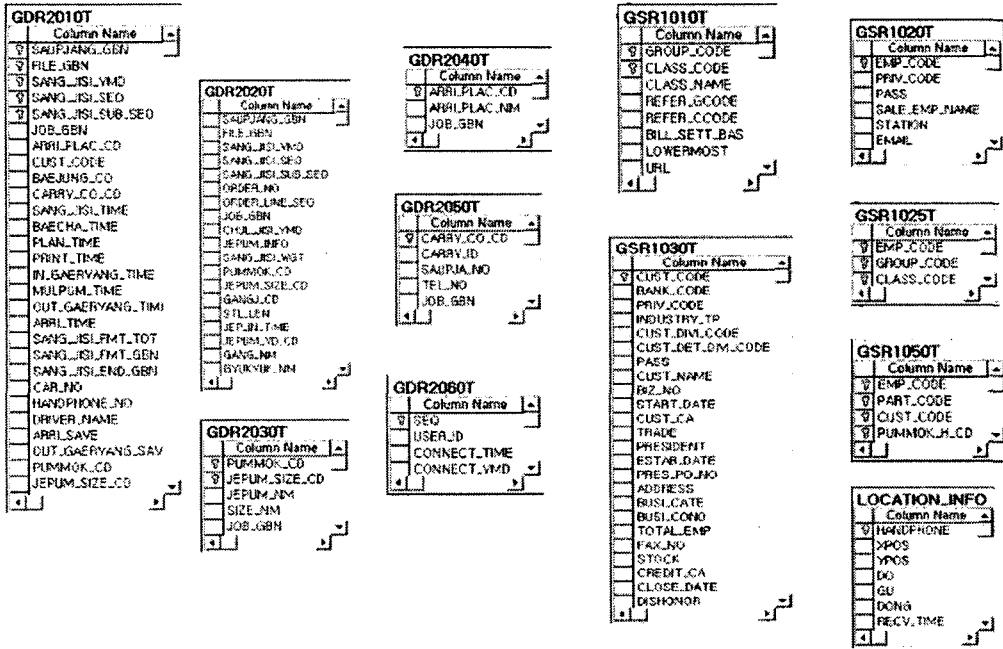 GDR2010T
Column Name
SAUPJANG_GBN
FILE_GBN
SANG_JISI_YMD
SANG_JISI_SEQ
SANG_JISI_SUB_SEQ
JOB_GBN
ARRI_PLAC_CD
CUST_CODE
BAEJUNG_CO
CARRY_CO_CD
SANG_JISI_TIME
BAECHA_TIME
PLAN_TIME
PRINT_TIME
IN_GAERYANG_TIME
MULPUM_TIME
OUT_GAERYANG_TIMI
ARRI_TIME
SANG_JISI_FMT_TOT
SANG_JISI_FMT_GBN
SANG_JISI_END_GBN
CAR_NO
HANDPHONE_NO
DRIVER_NAME
ARRI_SAVE
OUT_GAERYANG_SAV
PUMMOK_CD
JEPUM_SIZE_CD
GDR2020T
Column Name
SAUPJANG_GBN
FILE_GBN
SANG_JISI_YMD
SANG_JISI_SEQ
SANG_JISI_SUB_SEQ
ORDER_NO
ORDER_LINE_SEQ
JOB_GBN
CHUL_JISI_YMD
JEPUM_INFO
SANG_JISI_WGT
PUMMOK_CD
JEPUM_SIZE_CD
GANGJ_CD
STL_LEN
JEP_IN_TIME
JEPUM_YD_CD
GANG_NM
GYUKYUK_NM
GDR2030T
Column Name
PUMMOK_CD
JEPUM_SIZE_CD
JEPUM_NM
SIZE_NM
JOB_GBN
GDR2040T
Column Name
ARRI_PLAC_CD
ARRI_PLAC_NM
JOB_GBN
GDR2050T
Column Name
CARRY_CO_CD
CARRY_ID
SAUPJA_NO
TEL_NO
JOB_GBN
GDR2060T
Column Name
SEQ
USER_ID
CONNECT_TIME
CONNECT_YMD
GSR1010T
Column Name
GROUP_CODE
CLASS_CODE
CLASS_NAME
REFER_GCODE
REFER_CCODE
BILL_SETT_BAS
LOWERMOST
URL
GSR1030T
Column Name
CUST_CODE
BANK_CODE
PRIV_CODE
INDUSTRY_TP
CUST_DIVI_CODE
CUST_DET_DIVI_CODE
PASS
CUST_NAME
BIZ_NO
START_DATE
CUST_CA
TRADE
PRESIDENT
ESTAB_DATE
PRES_PO_NO
ADDRESS
BUSI_CATE
BUSI_COND
TOTAL_EMP
FAX_NO
STOCK
CREDIT_CA
CLOSE_DATE
DISHONOR
GSR1020T
Column Name
EMP_CODE
PRIV_CODE
PASS
SALE_EMP_NAME
STATION
EMAIL
GSR1025T
Column Name
EMP_CODE
GROUP_CODE
CLASS_CODE
GSR1050T
Column Name
EMP_CODE
PART_CODE
CUST_CODE
PUMMOK_H_CD
LOCATION_INFO
Column Name
HANDPHONE
XPOS
YPOS
DO
GU
DONG
RECV_TIME